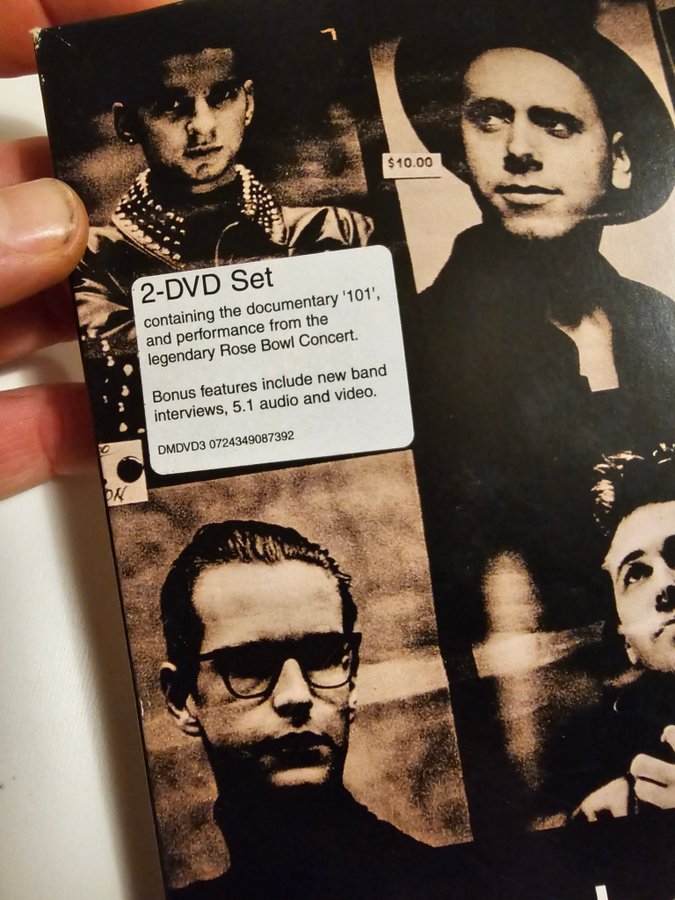 $10.00
2-DVD Set
containing the documentary '101',
and performance from the
legendary Rose Bowl Concert.
Bonus features include new band
interviews, 5.1 audio and video.
DMDVD3 0724349087392
ON